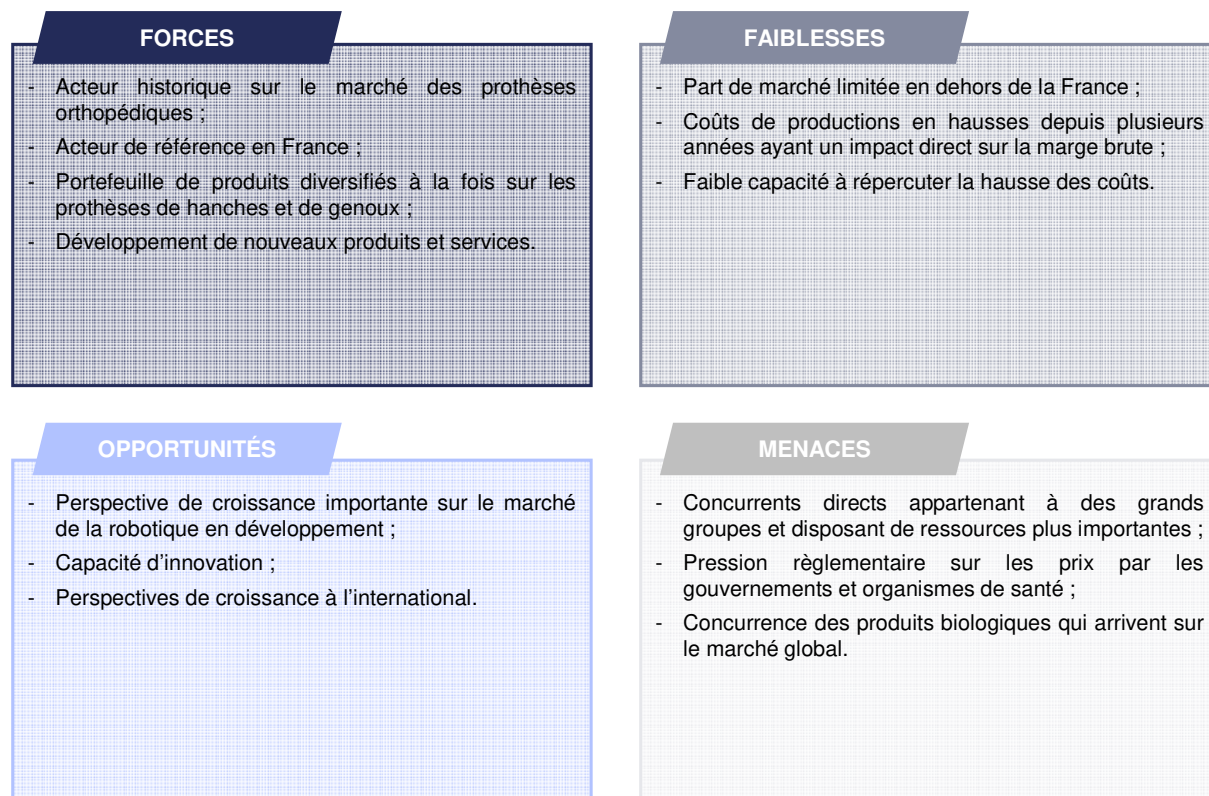 FORCES
- Acteur historique sur le marché des prothèses
orthopédiques ;
- Acteur de référence en France ;
- Portefeuille de produits diversifiés à la fois sur les
prothèses de hanches et de genoux ;
- Développement de nouveaux produits et services.
FAIBLESSES
- Part de marché limitée en dehors de la France ;
- Coûts de productions en hausses depuis plusieurs
années ayant un impact direct sur la marge brute ;
- Faible capacité à répercuter la hausse des coûts.
OPPORTUNITÉS
- Perspective de croissance importante sur le marché
de la robotique en développement ;
- Capacité d’innovation ;
- Perspectives de croissance à l’international.
MENACES
- Concurrents directs appartenant à des grands
groupes et disposant de ressources plus importantes ;
- Pression règlementaire sur les prix par les
gouvernements et organismes de santé ;
- Concurrence des produits biologiques qui arrivent sur
le marché global.